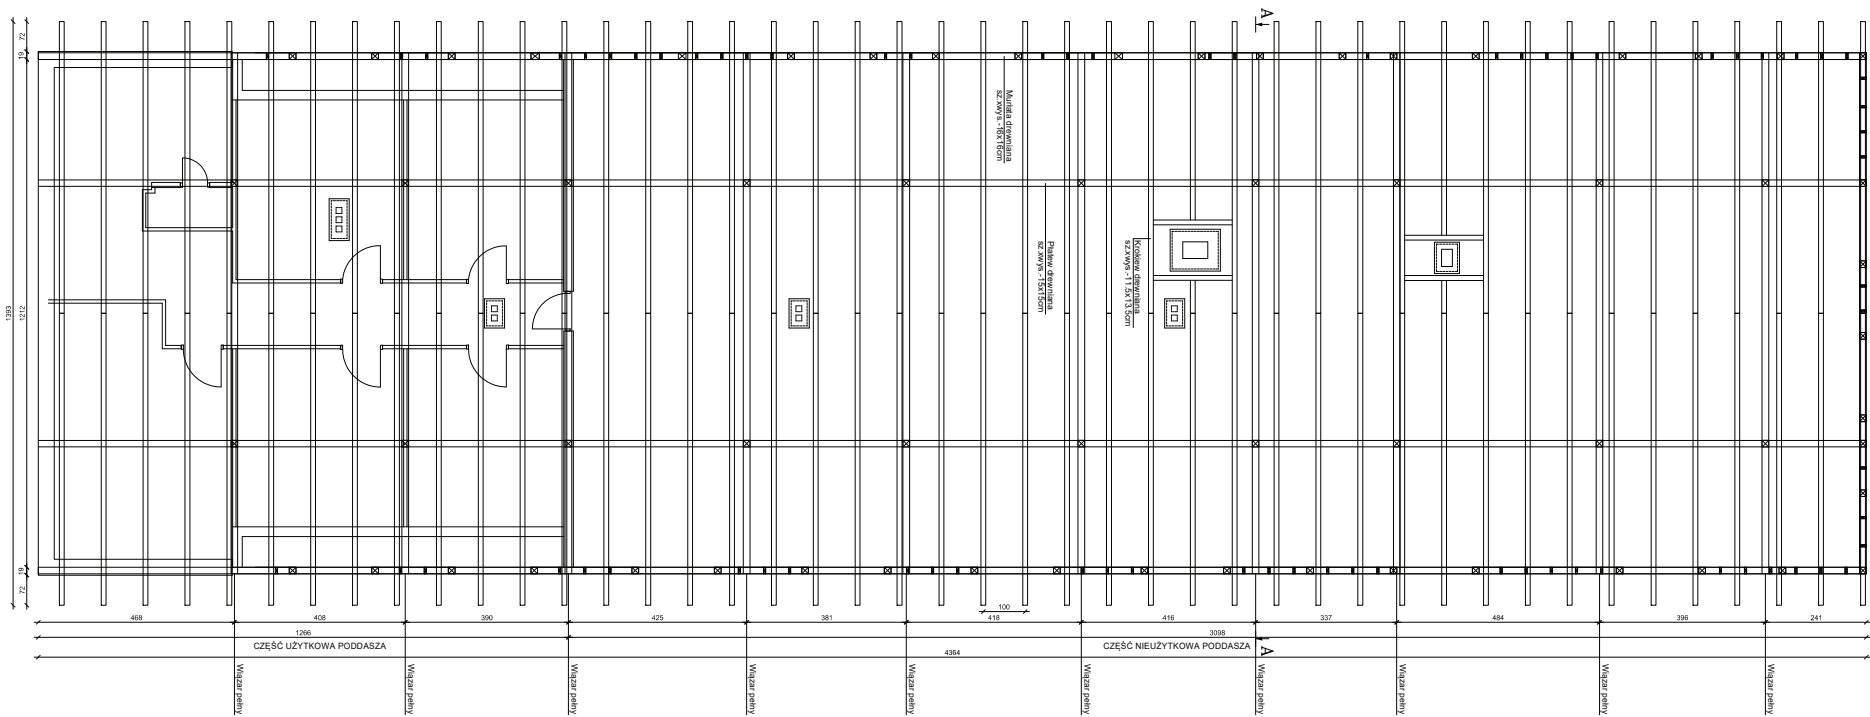 A
72
19
1212
1393
19
72
Murłata drewniana
sz.xwys.-16x16cm
Płatew drewniana
sz.xwys.-15x15cm
Krokiew drewniana
sz.xwys.-11.5x13.5cm
100
468
408
390
425
381
418
416
337
484
396
241
1266
3098
CZĘŚĆ UŻYTKOWA PODDASZA
CZĘŚĆ NIEUŻYTKOWA PODDASZA
A
4364
Wiązar pełny
Wiązar pełny
Wiązar pełny
Wiązar pełny
Wiązar pełny
Wiązar pełny
Wiązar pełny
Wiązar pełny
Wiązar pełny
Wiązar pełny